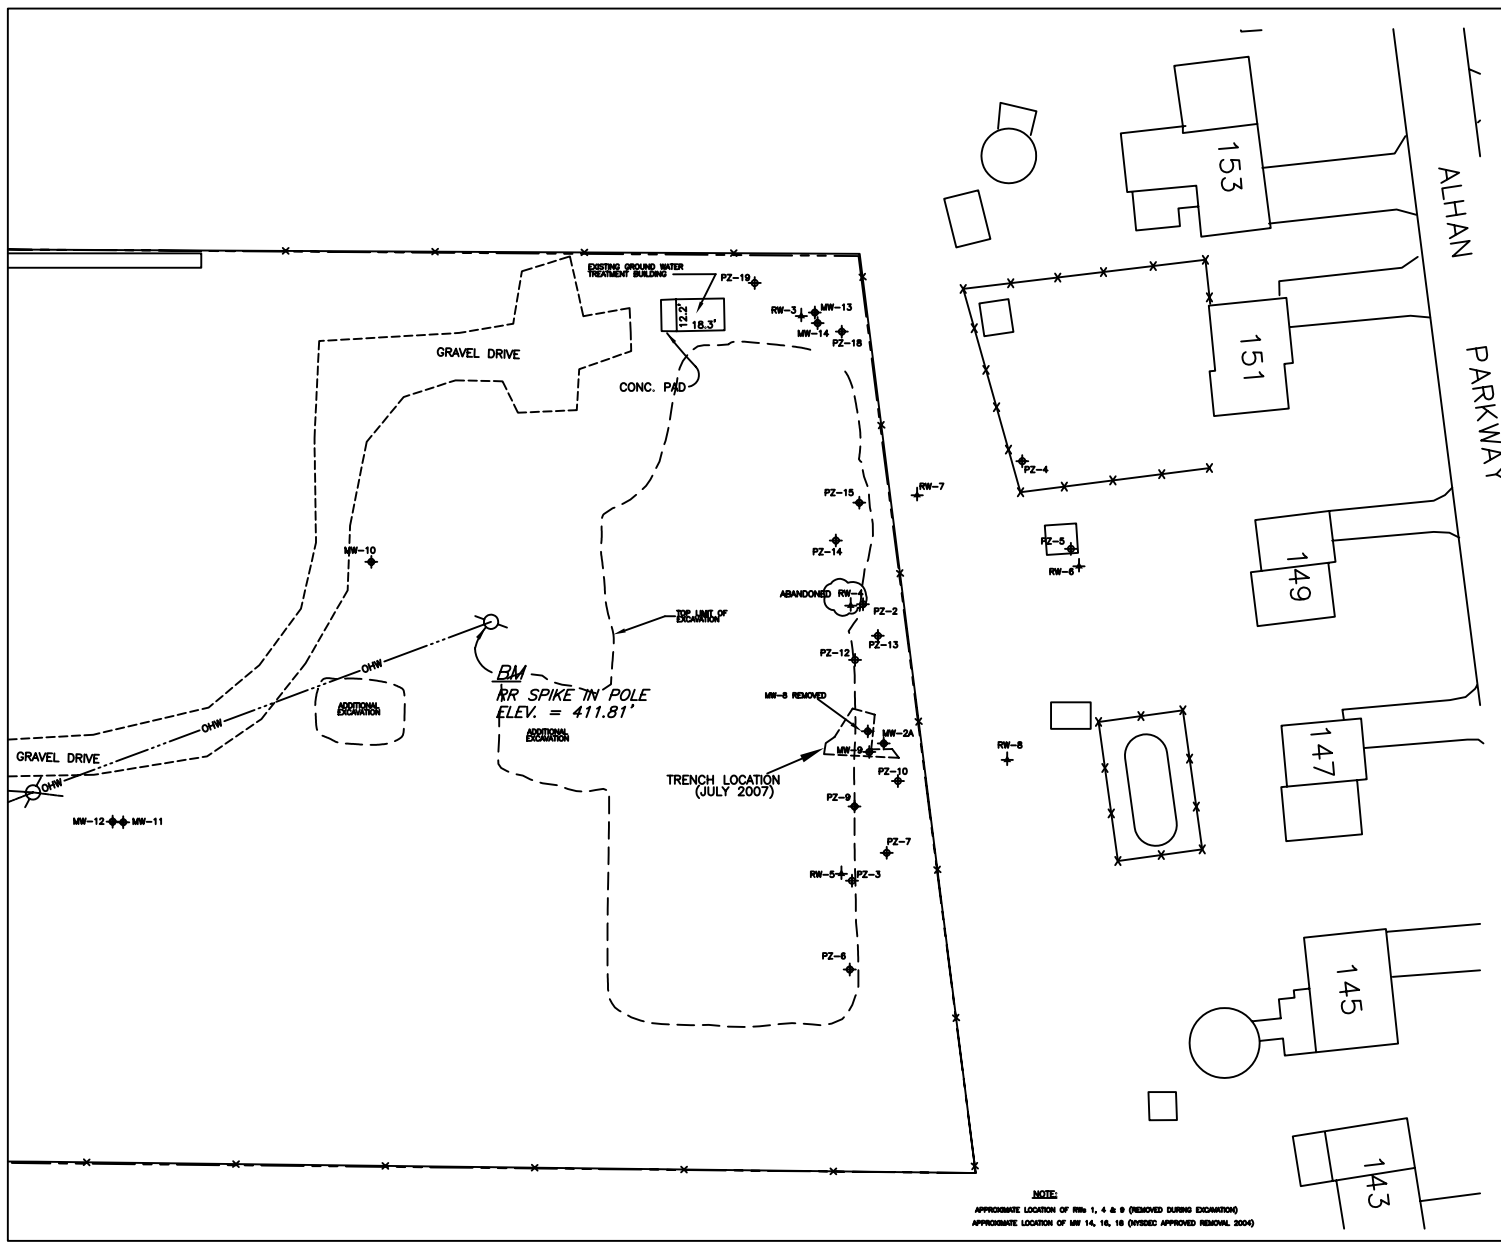 153
ALHAN
PARKWAY
EXISTING GROUND WATER
TREATMENT BUILDING
PZ-19
12.2'
18.3'
RW-3
MW-13
MW-14
PZ-18
151
GRAVEL DRIVE
CONC. PAD
PZ-4
PZ-15
RW-7
PZ-14
PZ-5
RW-6
MW-10
149
ABANDONED RW-4
PZ-2
TOP LIMIT OF
EXCAVATION
PZ-13
PZ-12
OHW
BM
RR SPIKE IN POLE
ELEV. = 411.81'
MW-8 REMOVED
ADDITIONAL
EXCAVATION
OHW
ADDITIONAL
EXCAVATION
MW-2A
MW-9
RW-8
147
GRAVEL DRIVE
OHW
TRENCH LOCATION
(JULY 2007)
PZ-10
PZ-9
MW-12
MW-11
PZ-7
RW-5
PZ-3
PZ-6
145
143
NOTE:
APPROXIMATE LOCATION OF RWs 1, 4 & 9 (REMOVED DURING EXCAVATION)
APPROXIMATE LOCATION OF MW 14, 16, 18 (NYSDEC APPROVED REMOVAL 2004)